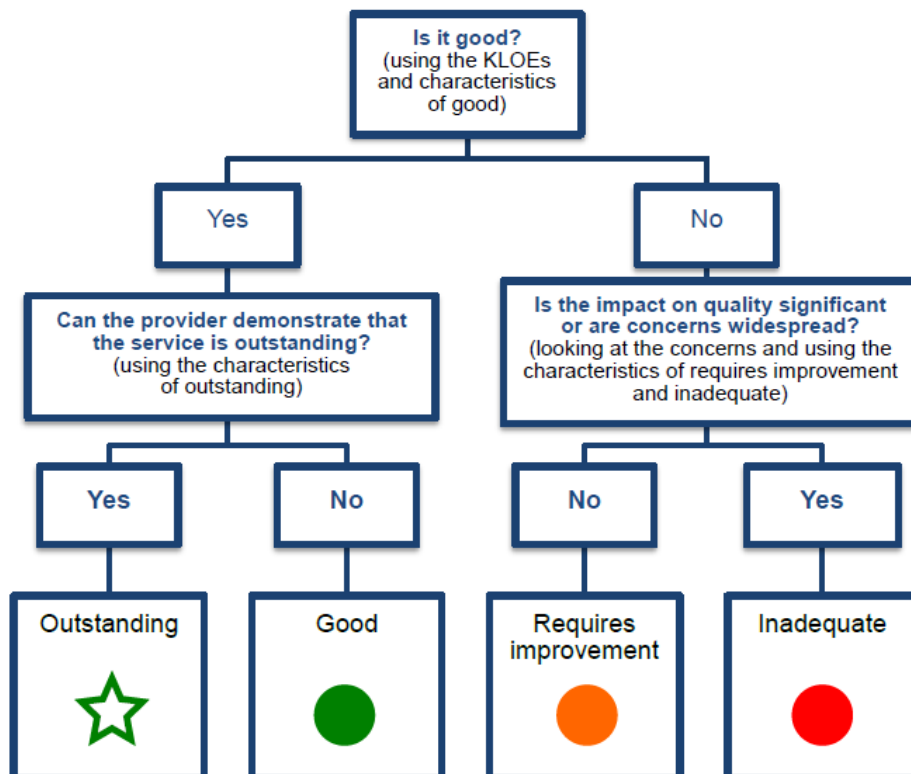 Is it good?
(using the KLOEs
and characteristics
of good)
Yes
No
Can the provider demonstrate that
the service is outstanding?
(using the characteristics
of outstanding)
Is the impact on quality significant
or are concerns widespread?
(looking at the concerns and using the
characteristics of requires improvement
and inadequate)
Yes
No
No
Yes
Outstanding
Good
Requires
improvement
Inadequate